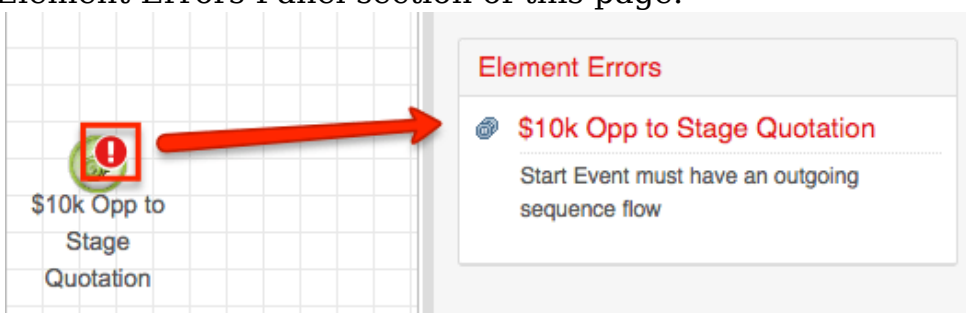 Element Errors Panel section of this page.
Element Errors
$10k Opp to Stage Quotation
Start Event must have an outgoing
sequence flow
$10k Opp to
Stage
Quotation